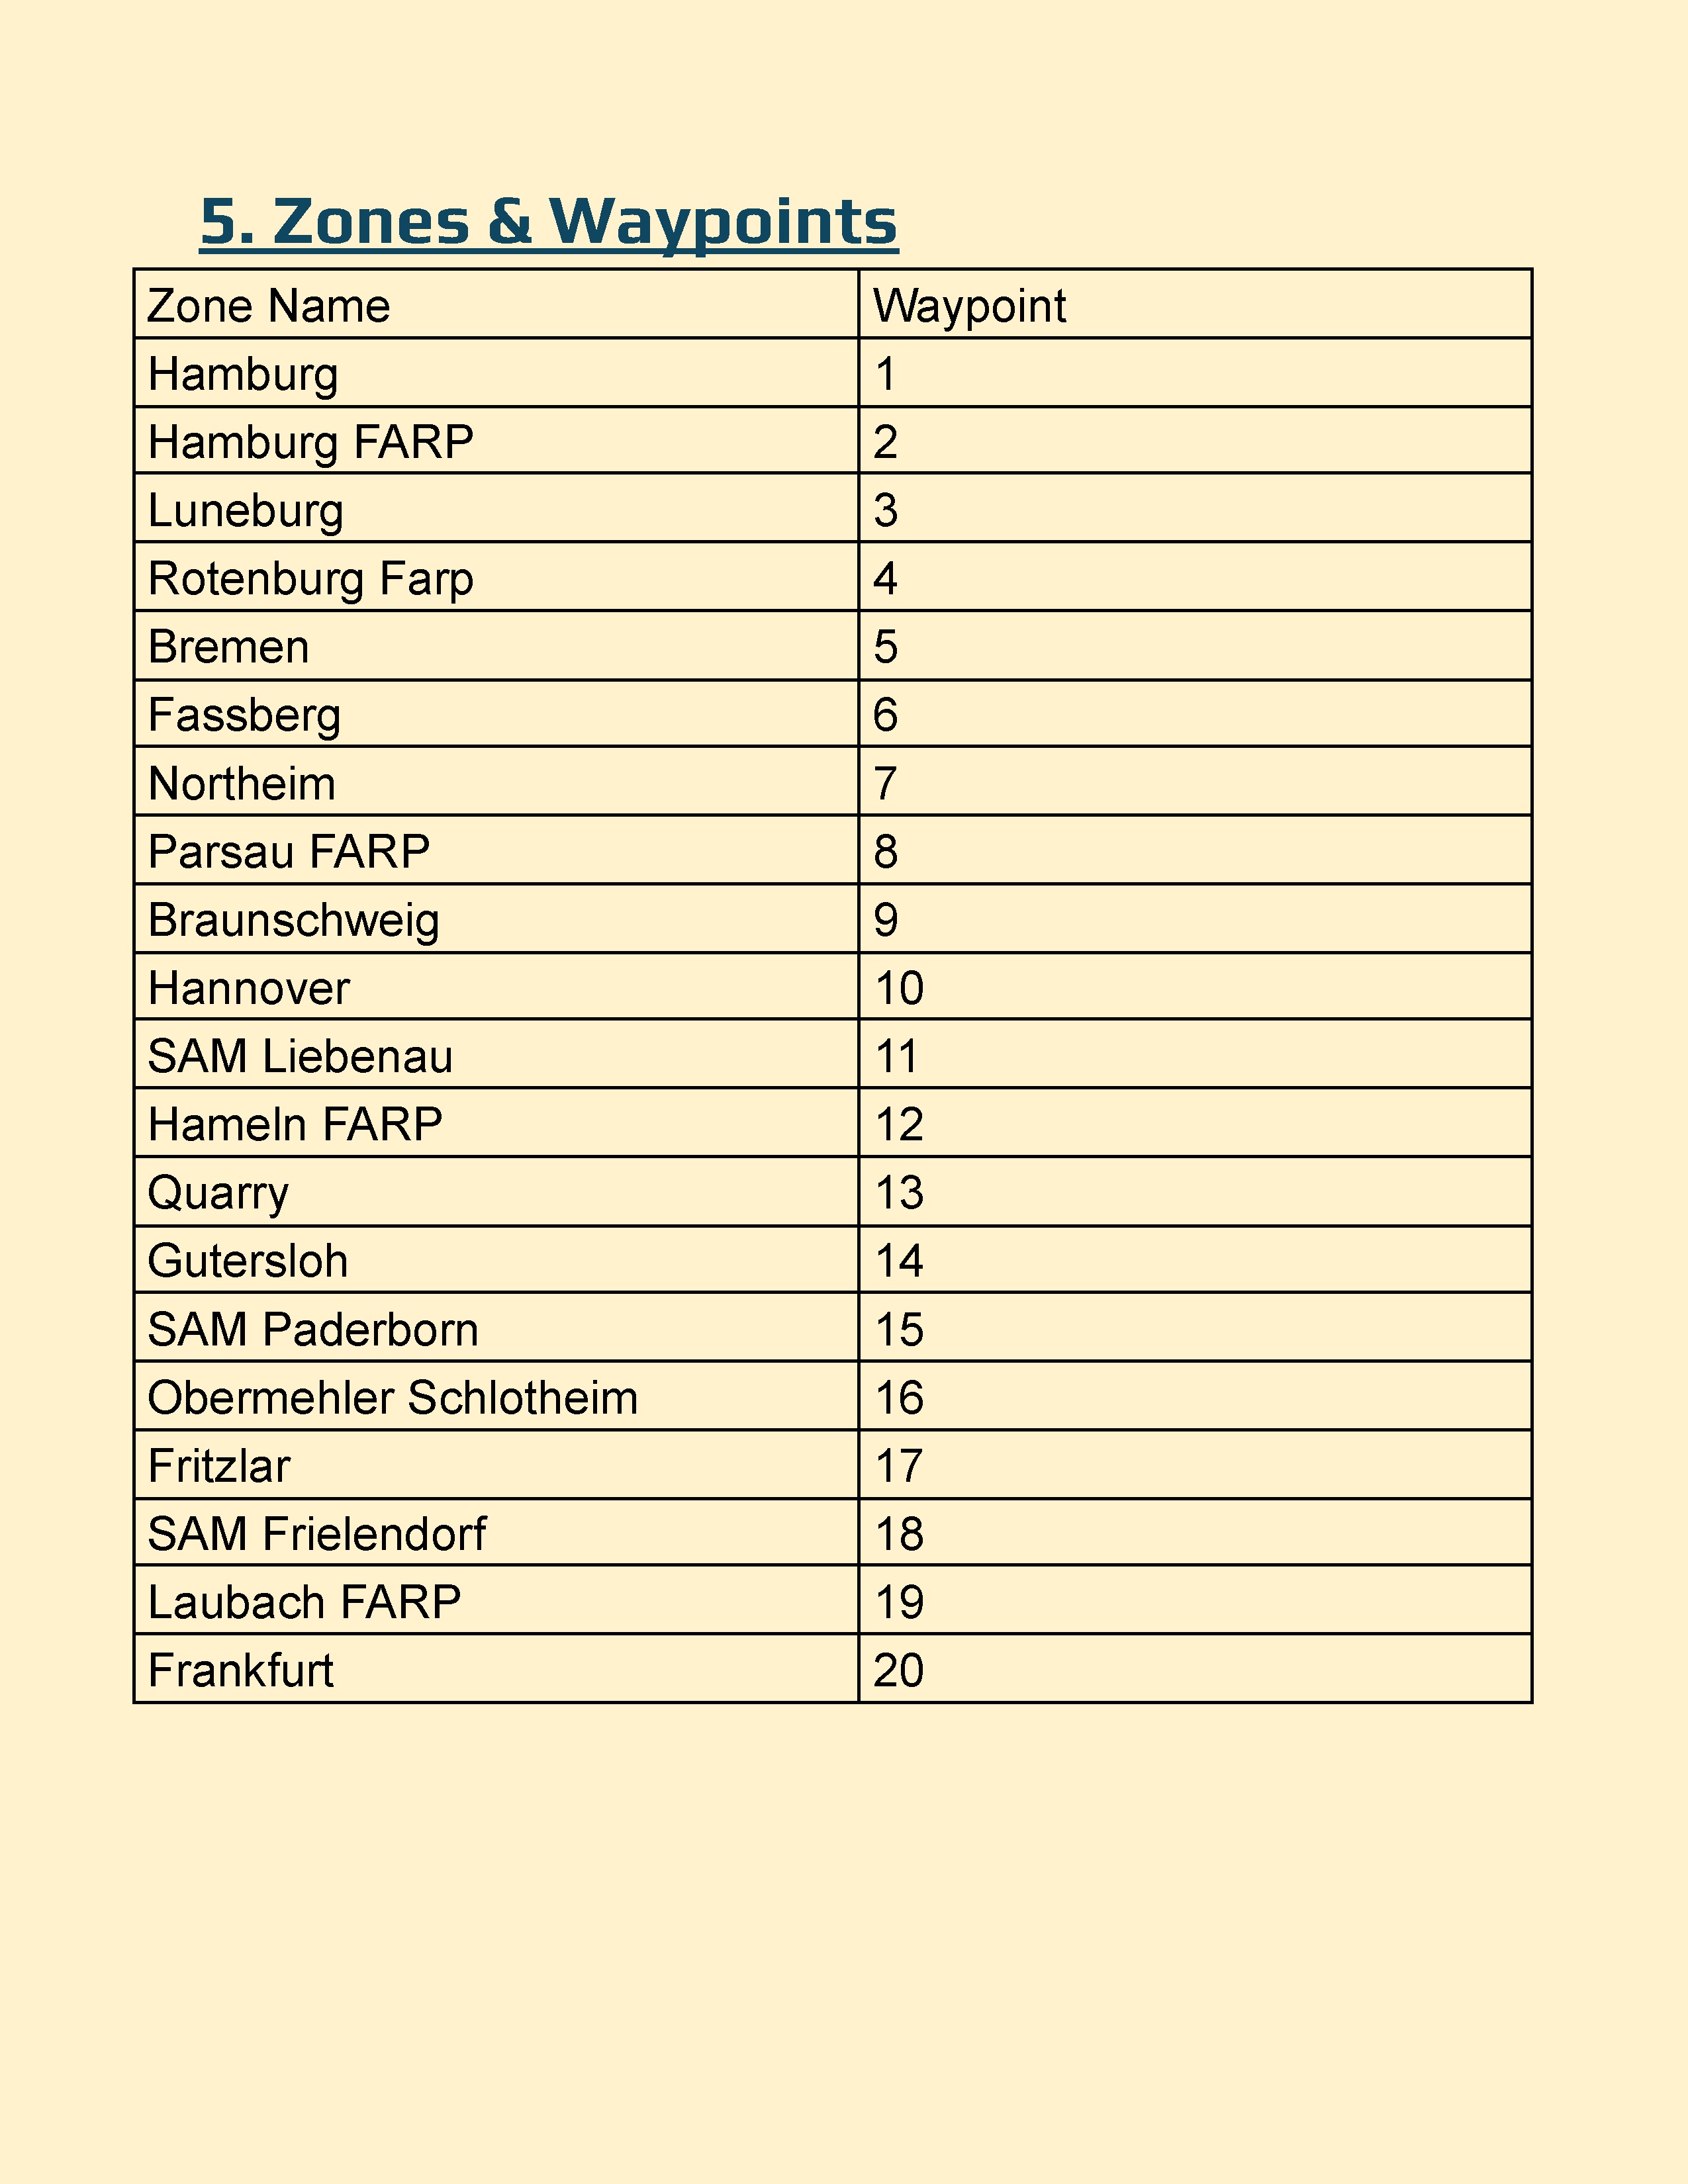 5. Zones & Waypoints
Zone Name Waypoint
Hamburg 1
Hamburg FARP 2
Luneburg 3
Rotenburg Farp 4
Bremen 5
Fassberg 6
Northeim 7
Parsau FARP 8
Braunschweig 9
Hannover 10
SAM Liebenau 11
Hameln FARP 12
Quarry 13
Gutersloh 14
SAM Paderborn 15
Obermehler Schlotheim 16
Fritzlar 17
SAM Frielendorf 18
Laubach FARP 19
Frankfurt 20